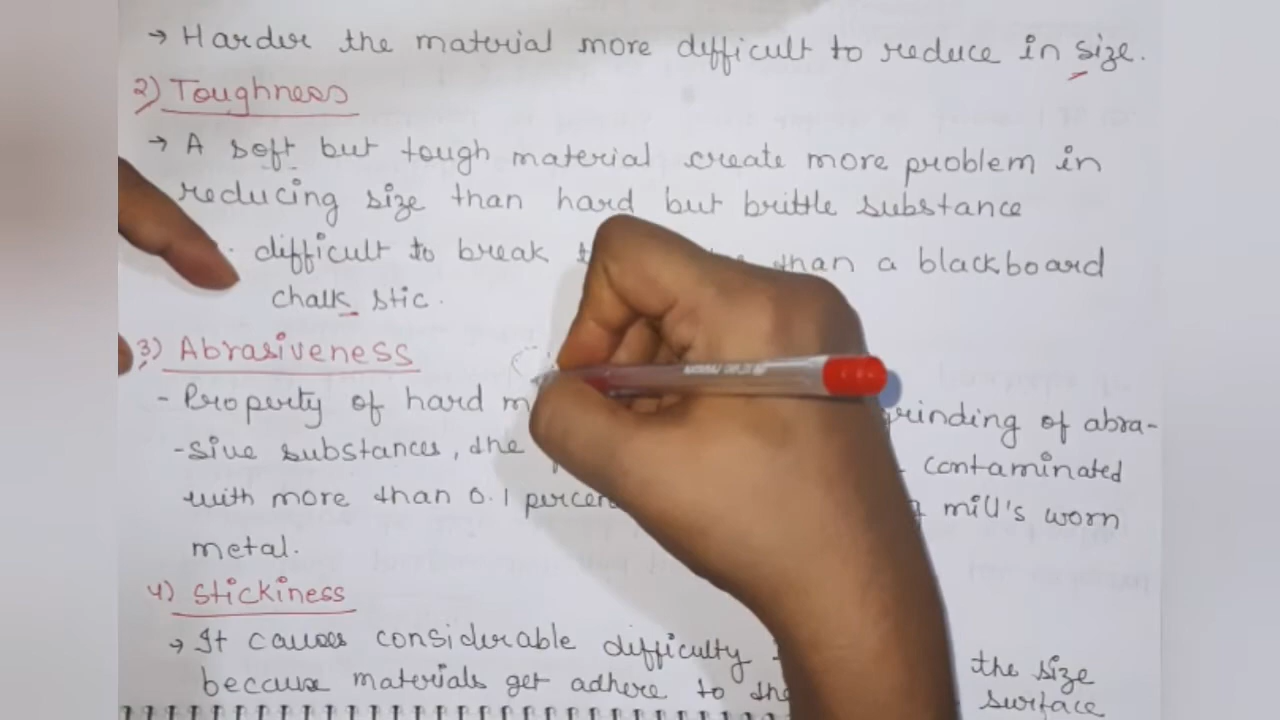 → Harder the material more difficult to reduce in size.
2) Toughness
→ A soft but tough material create more problem in
reducing size than hard but brittle substance
difficult to break than a blackboard
chalk stic.
3) Abrasiveness
- Property of hard grinding of abra-
-sive substances, the contaminated
with more than 0.1 mill's worn
metal.
4) Stickiness
→ It causes considerable difficulty the size
because materials get adhere to the surface